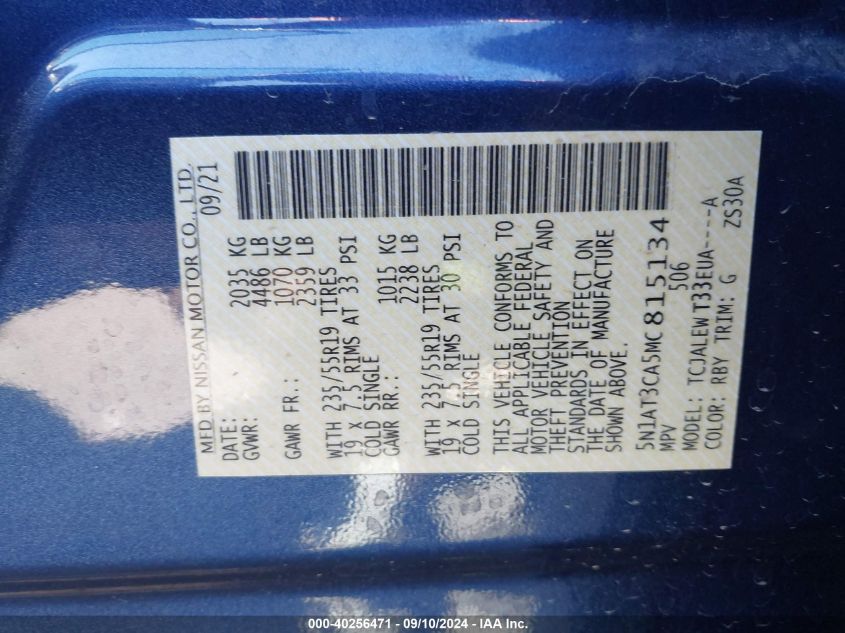 MFD BY NISSAN MOTOR CO., LTD.
DATE: 09/21
GVWR: 2035 KG
4486 LB
GAWR FR.: 1070 KG
2359 LB
WITH 235/55R19 TIRES
19 X 7.5 RIMS AT 33 PSI
COLD SINGLE
GAWR RR.: 1015 KG
2238 LB
WITH 235/55R19 TIRES
19 X 7.5 RIMS AT 30 PSI
COLD SINGLE
THIS VEHICLE CONFORMS TO
ALL APPLICABLE FEDERAL
MOTOR VEHICLE SAFETY AND
THEFT PREVENTION
STANDARDS IN EFFECT ON
THE DATE OF MANUFACTURE
SHOWN ABOVE.
5N1AT3CA5MC815134
MPV 506
MODEL: TCJALEWT33EUA----A
COLOR: RBY TRIM: G ZS30A
000-40256471 - 09/10/2024 - IAA Inc.